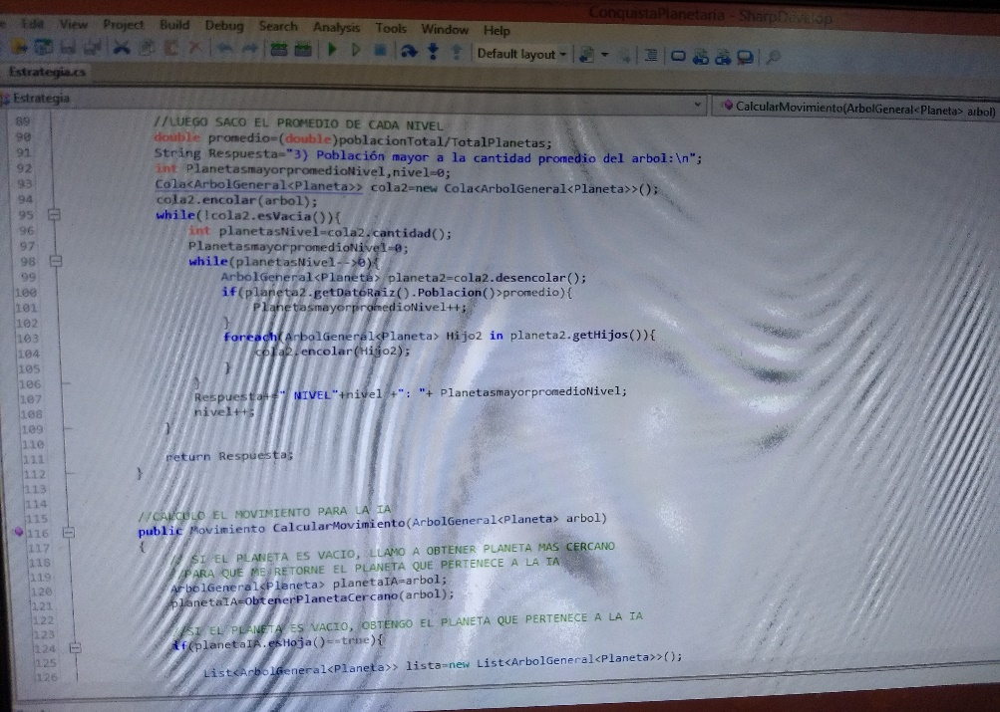 ConquistaPlanetaria - SharpDevelop
Edit View Project Build Debug Search Analysis Tools Window Help
Default layout
Estrategia.cs
Estrategia
CalcularMovimiento(ArbolGeneral<Planeta> arbol)
89 //LUEGO SACO EL PROMEDIO DE CADA NIVEL
90 double promedio=(double)poblacionTotal/TotalPlanetas;
91 String Respuesta="3) Población mayor a la cantidad promedio del arbol:\n";
92 int PlanetasmayorpromedioNivel,nivel=0;
93 Cola<ArbolGeneral<Planeta>> cola2=new Cola<ArbolGeneral<Planeta>>();
94 cola2.encolar(arbol);
95 while(!cola2.esVacia()){
96 int planetasNivel=cola2.cantidad();
97 PlanetasmayorpromedioNivel=0;
98 while(planetasNivel-->0){
99 ArbolGeneral<Planeta> planeta2=cola2.desencolar();
100 if(planeta2.getDatoRaiz().Poblacion()>promedio){
101 PlanetasmayorpromedioNivel++;
102 }
103 foreach(ArbolGeneral<Planeta> Hijo2 in planeta2.getHijos()){
104 cola2.encolar(Hijo2);
105 }
106 }
107 Respuesta+=" NIVEL"+nivel +": "+ PlanetasmayorpromedioNivel;
108 nivel++;
109 }
110
111 return Respuesta;
112 }
113
114
115 //CALCULO EL MOVIMIENTO PARA LA IA
116 public Movimiento CalcularMovimiento(ArbolGeneral<Planeta> arbol)
117 {
118 // SI EL PLANETA ES VACIO, LLAMO A OBTENER PLANETA MAS CERCANO
119 //PARA QUE ME RETORNE EL PLANETA QUE PERTENECE A LA IA
120 ArbolGeneral<Planeta> planetaIA=arbol;
121 planetaIA=ObtenerPlanetaCercano(arbol);
122
123 //SI EL PLANETA ES VACIO, OBTENGO EL PLANETA QUE PERTENECE A LA IA
124 if(planetaIA.esHoja()==true){
125
126 List<ArbolGeneral<Planeta>> lista=new List<ArbolGeneral<Planeta>>();